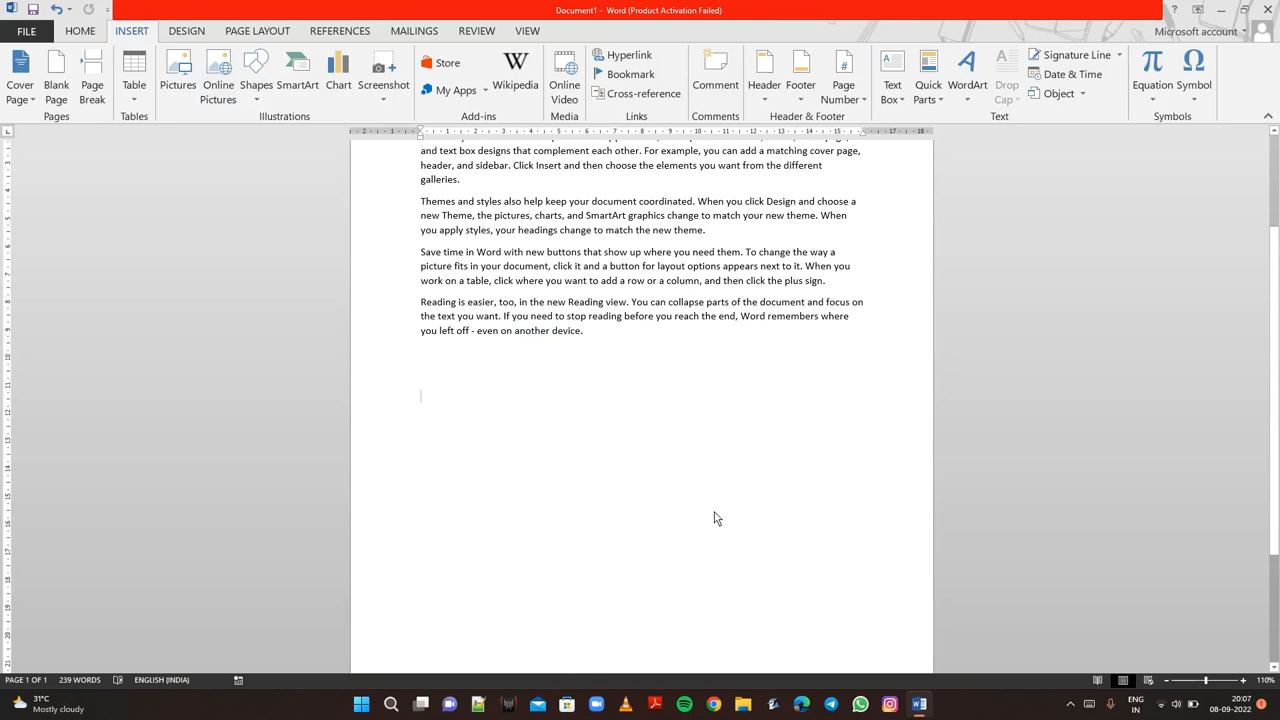 Document1 - Word (Product Activation Failed)
FILE HOME INSERT DESIGN PAGE LAYOUT REFERENCES MAILINGS REVIEW VIEW Microsoft account
Cover Page
Blank Page
Page Break
Pages
Table
Tables
Pictures
Online Pictures
Shapes
SmartArt
Chart
Screenshot
Illustrations
Store
My Apps
W
Wikipedia
Add-ins
Online Video
Media
Hyperlink
Bookmark
Cross-reference
Links
Comment
Comments
Header
Footer
Page Number
Header & Footer
Text Box
Quick Parts
WordArt
Drop Cap
Signature Line
Date & Time
Object
Text
Equation
Symbol
Symbols
and text box designs that complement each other. For example, you can add a matching cover page,
header, and sidebar. Click Insert and then choose the elements you want from the different
galleries.
Themes and styles also help keep your document coordinated. When you click Design and choose a
new Theme, the pictures, charts, and SmartArt graphics change to match your new theme. When
you apply styles, your headings change to match the new theme.
Save time in Word with new buttons that show up where you need them. To change the way a
picture fits in your document, click it and a button for layout options appears next to it. When you
work on a table, click where you want to add a row or a column, and then click the plus sign.
Reading is easier, too, in the new Reading view. You can collapse parts of the document and focus on
the text you want. If you need to stop reading before you reach the end, Word remembers where
you left off - even on another device.
PAGE 1 OF 1 239 WORDS ENGLISH (INDIA) 110%
31°C
Mostly cloudy
ENG
IN
20:07
08-09-2022